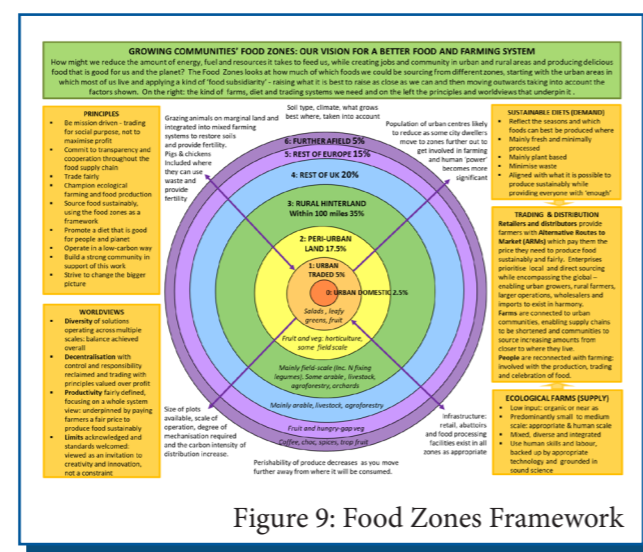 GROWING COMMUNITIES' FOOD ZONES: OUR VISION FOR A BETTER FOOD AND FARMING SYSTEM
How might we reduce the amount of energy, fuel and resources it takes to feed us, while creating jobs and community in urban and rural areas and producing delicious
food that is good for us and the planet? The Food Zones looks at how much of which foods we could be sourcing from different zones, starting with the urban areas in
which most of us live and applying a kind of 'food subsidiarity' - raising what it is best to raise as close as we can and then moving outwards taking into account the
factors shown. On the right: the kind of farms, diet and trading systems we need and on the left the principles and worldviews that underpin it .
PRINCIPLES
• Be mission driven - trading
for social purpose, not to
maximise profit
• Commit to transparency and
cooperation throughout the
food supply chain
• Trade fairly
• Champion ecological
farming and food production
• Source food sustainably,
using the food zones as a
framework
• Promote a diet that is good
for people and planet
• Operate in a low-carbon way
• Build a strong community in
support of this work
• Strive to change the bigger
picture
WORLDVIEWS
• Diversity of solutions
operating across multiple
scales: balance achieved
overall
• Decentralisation with
control and responsibility
reclaimed and trading with
principles valued over profit
• Productivity fairly defined,
focusing on a whole system
view: underpinned by paying
farmers a fair price to
produce food sustainably
• Limits acknowledged and
standards welcomed:
viewed as an invitation to
creativity and innovation,
not a constraint
Grazing animals on marginal land and
integrated into mixed farming
systems to restore soils
and provide fertility.
Pigs & chickens
Included where
they can use
waste and
provide
fertility
Soil type, climate, what grows
best where, taken into account
Population of urban centres likely
to reduce as some city dwellers
move to zones further out to
get involved in farming
and human 'power'
becomes more
significant
6: FURTHER AFIELD 5%
5: REST OF EUROPE 15%
4: REST OF UK 20%
3: RURAL HINTERLAND
Within 100 miles 35%
2: PERI-URBAN
LAND 17.5%
1: URBAN
TRADED 5%
0: URBAN DOMESTIC 2.5%
Salads , leafy
greens, fruit
Fruit and veg: horticulture,
some field scale
Mainly field-scale (inc. N fixing
legumes). Some arable , livestock,
agroforestry, orchards
Mainly arable, livestock, agroforestry
Fruit and hungry-gap veg
Coffee, choc, spices, trop fruit
Size of plots
available, scale of
operation, degree of
mechanisation required
and the carbon intensity of
distribution increase.
Perishability of produce decreases as you move
further away from where it will be consumed.
Infrastructure:
retail, abattoirs
and food processing
facilities exist in all
zones as appropriate
SUSTAINABLE DIETS (DEMAND)
• Reflect the seasons and which
foods can be best produced where
• Mainly fresh and minimally
processed
• Mainly plant based
• Minimise waste
• Aligned with what it is possible to
produce sustainably while
providing everyone with 'enough'
TRADING & DISTRIBUTION
Retailers and distributors provide
farmers with Alternative Routes to
Market (ARMs) which pay them the
price they need to produce food
sustainably and fairly. Enterprises
prioritise local and direct sourcing
while encompassing the global –
enabling urban growers, rural farmers,
larger operations, wholesalers and
imports to exist in harmony.
Farms are connected to urban
communities, enabling supply chains
to be shortened and communities to
source increasing amounts from
closer to where they live.
People are reconnected with farming:
involved with the production, trading
and celebration of food.
ECOLOGICAL FARMS (SUPPLY)
• Low input: organic or near as
• Predominantly small to medium
scale: appropriate & human scale
• Mixed, diverse and integrated
• Use human skills and labour,
backed up by appropriate
technology and grounded in
sound science
Figure 9: Food Zones Framework